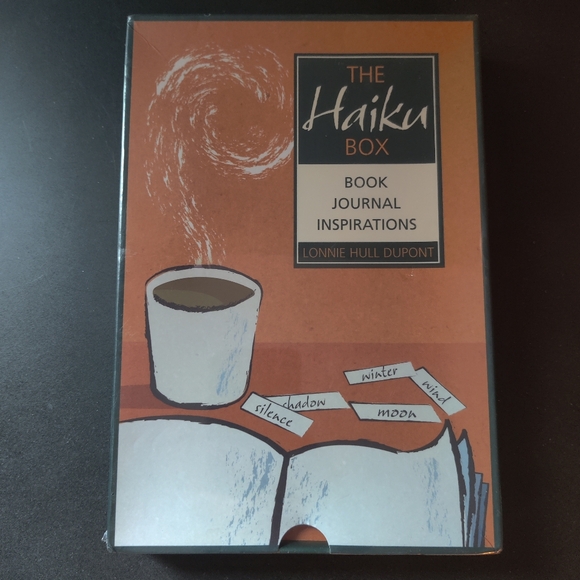 THE
Haiku
BOX
BOOK
JOURNAL
INSPIRATIONS
LONNIE HULL DUPONT
winter
wind
shadow
silence
moon